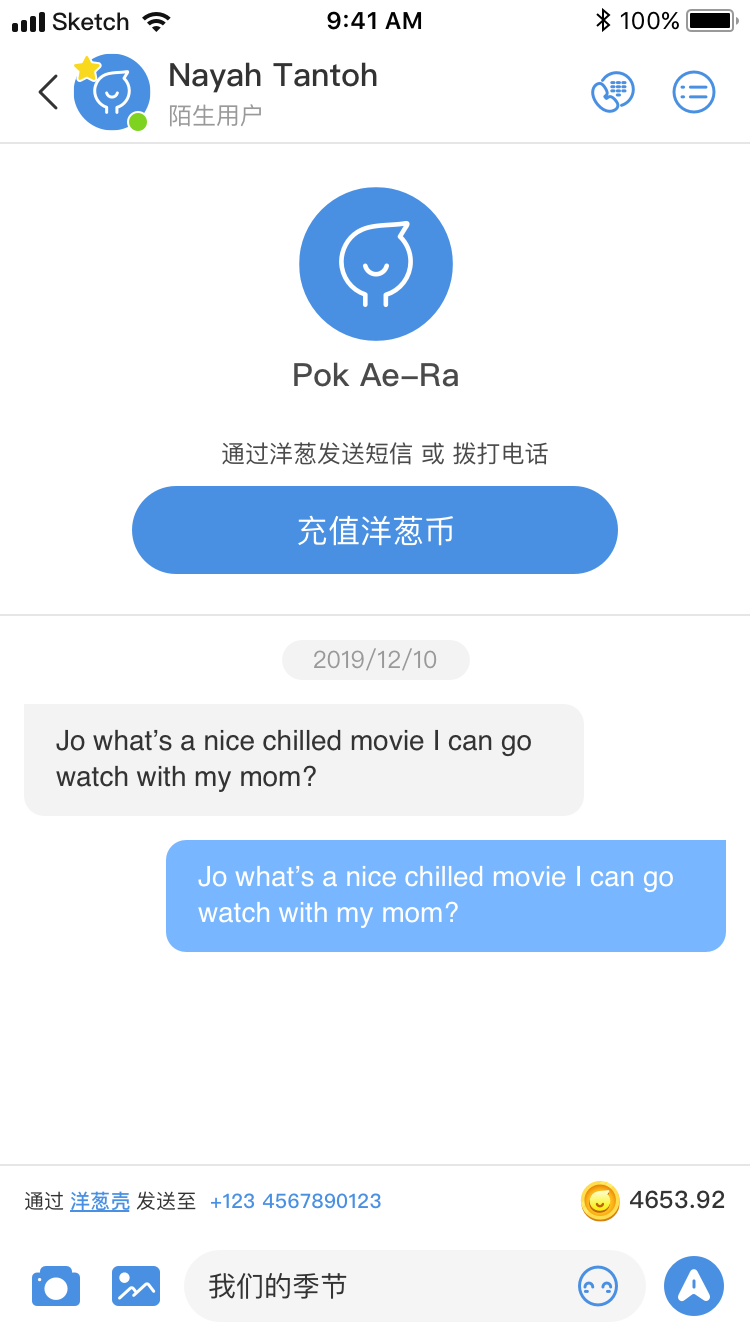 Sketch 9:41 AM 100%
Nayah Tantoh
陌生用户
Pok Ae–Ra
通过洋葱发送短信 或 拨打电话
充值洋葱币
2019/12/10
Jo what’s a nice chilled movie I can go
watch with my mom?
Jo what’s a nice chilled movie I can go
watch with my mom?
通过 洋葱壳 发送至 +123 4567890123 4653.92
我们的季节